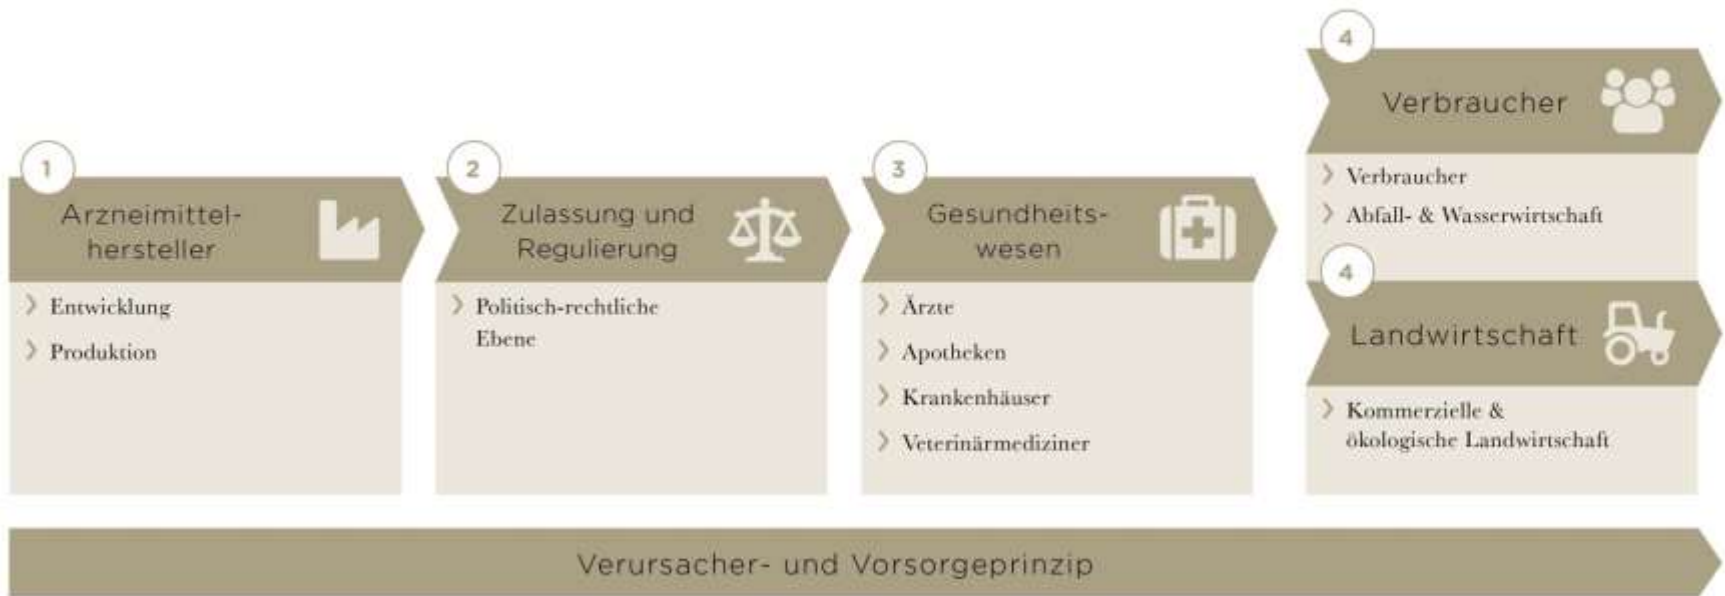 1
Arzneimittel-
hersteller
› Entwicklung
› Produktion
2
Zulassung und
Regulierung
› Politisch-rechtliche
Ebene
3
Gesundheits-
wesen
› Ärzte
› Apotheken
› Krankenhäuser
› Veterinärmediziner
4
Verbraucher
› Verbraucher
› Abfall- & Wasserwirtschaft
4
Landwirtschaft
› Kommerzielle &
ökologische Landwirtschaft
Verursacher- und Vorsorgeprinzip